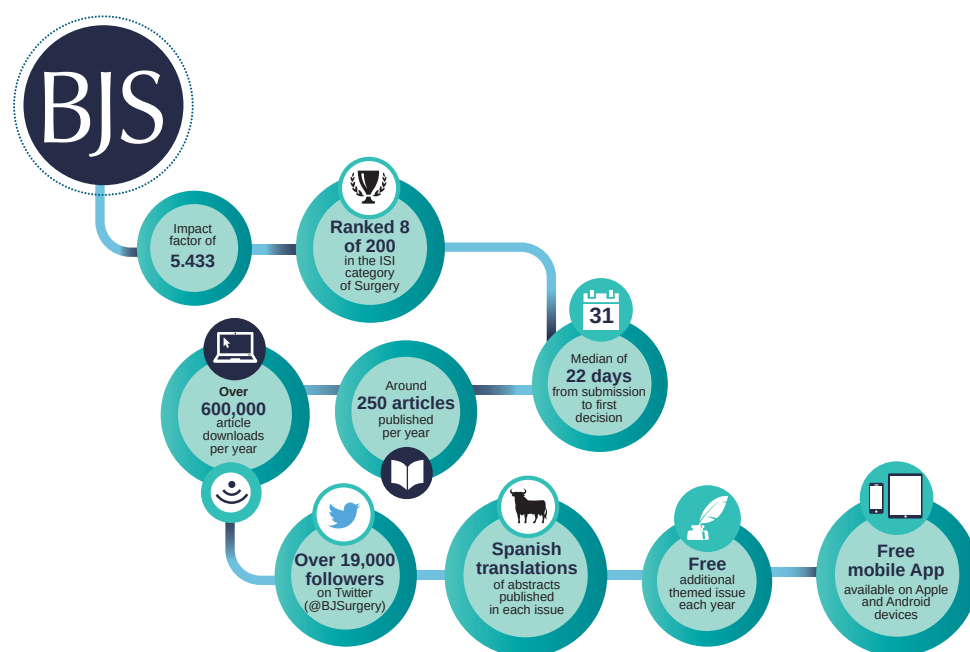 BJS
Impact
factor of
5.433
Ranked 8
of 200
in the ISI
category
of Surgery
31
Median of
22 days
from submission
to first
decision
Around
250 articles
published
per year
Over
600,000
article
downloads
per year
Over 19,000
followers
on Twitter
(@BJSurgery)
Spanish
translations
of abstracts
published
in each issue
Free
additional
themed issue
each year
Free
mobile App
available on Apple
and Android
devices